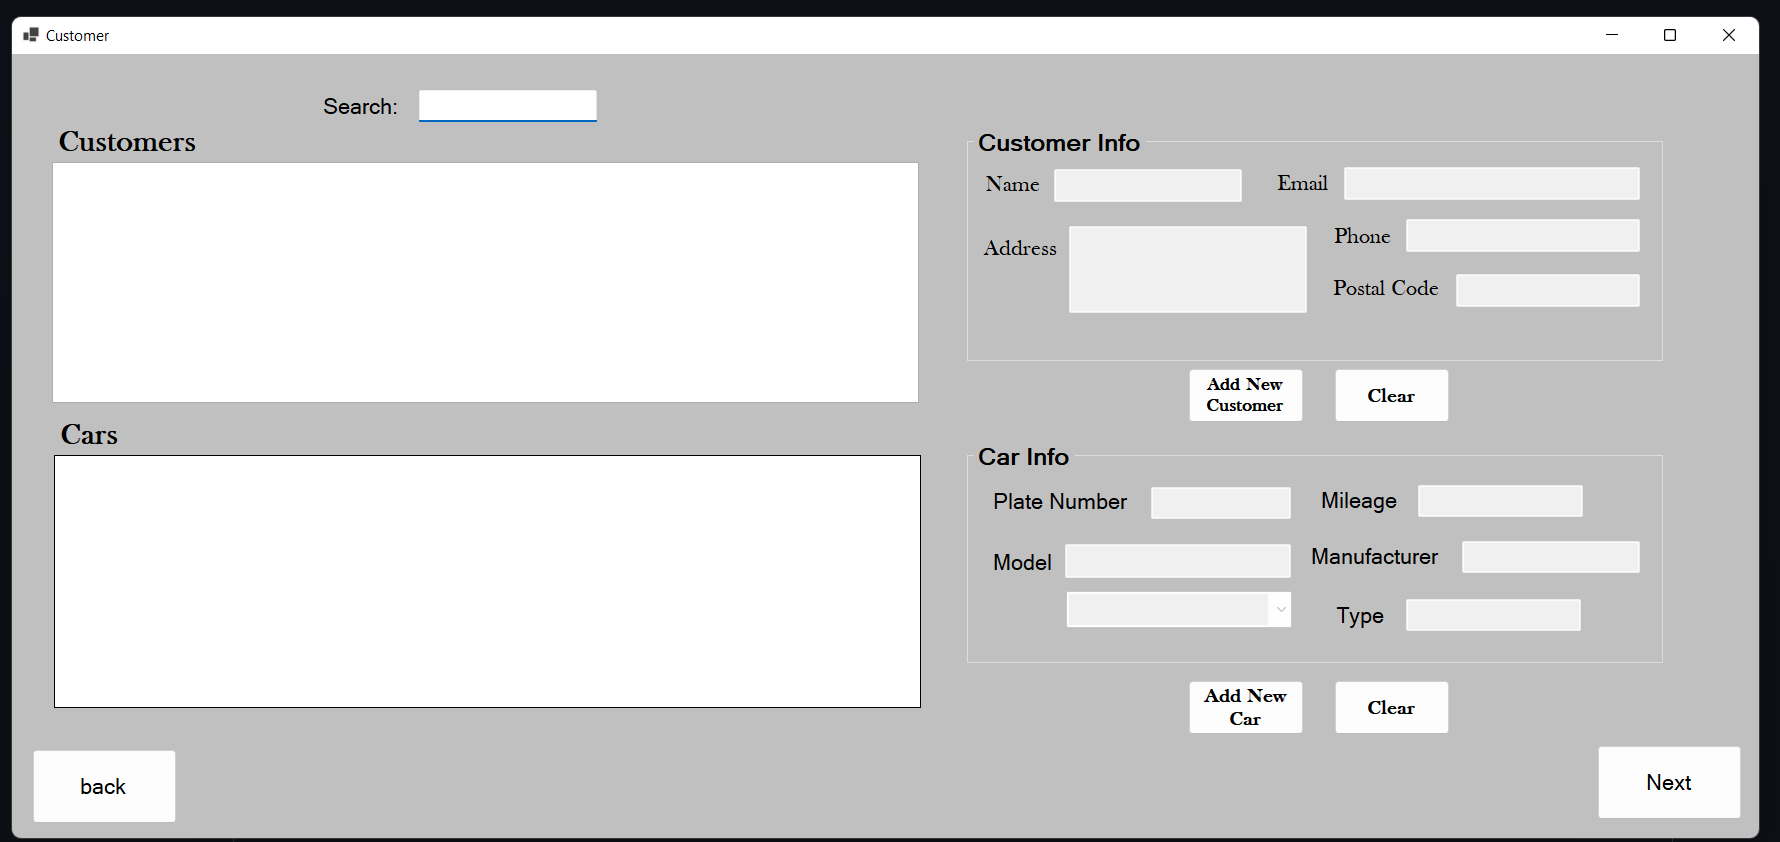 Customer
Search:
Customers
Customer Info
Name
Email
Address
Phone
Postal Code
Add New
Customer
Clear
Cars
Car Info
Plate Number
Mileage
Model
Manufacturer
Type
Add New
Car
Clear
back
Next